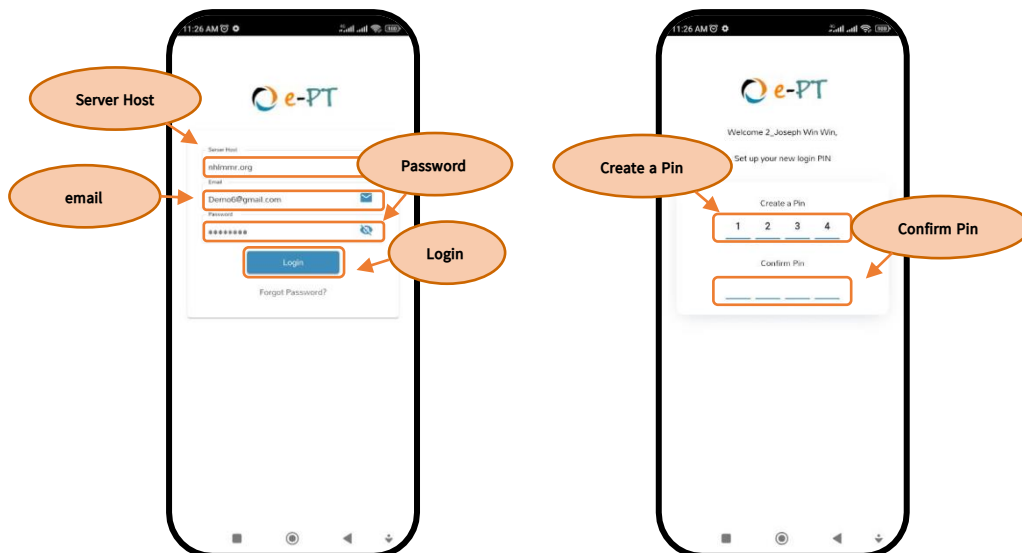 11:26 AM
e-PT
Server Host
Server Host
nhlmmr.org
Email
email
Demo6@gmail.com
Password
Password
********
Login
Login
Forgot Password?
11:26 AM
e-PT
Welcome 2_Joseph Win Win,
Set up your new login PIN
Create a Pin
Create a Pin
1 2 3 4
Confirm Pin
Confirm Pin